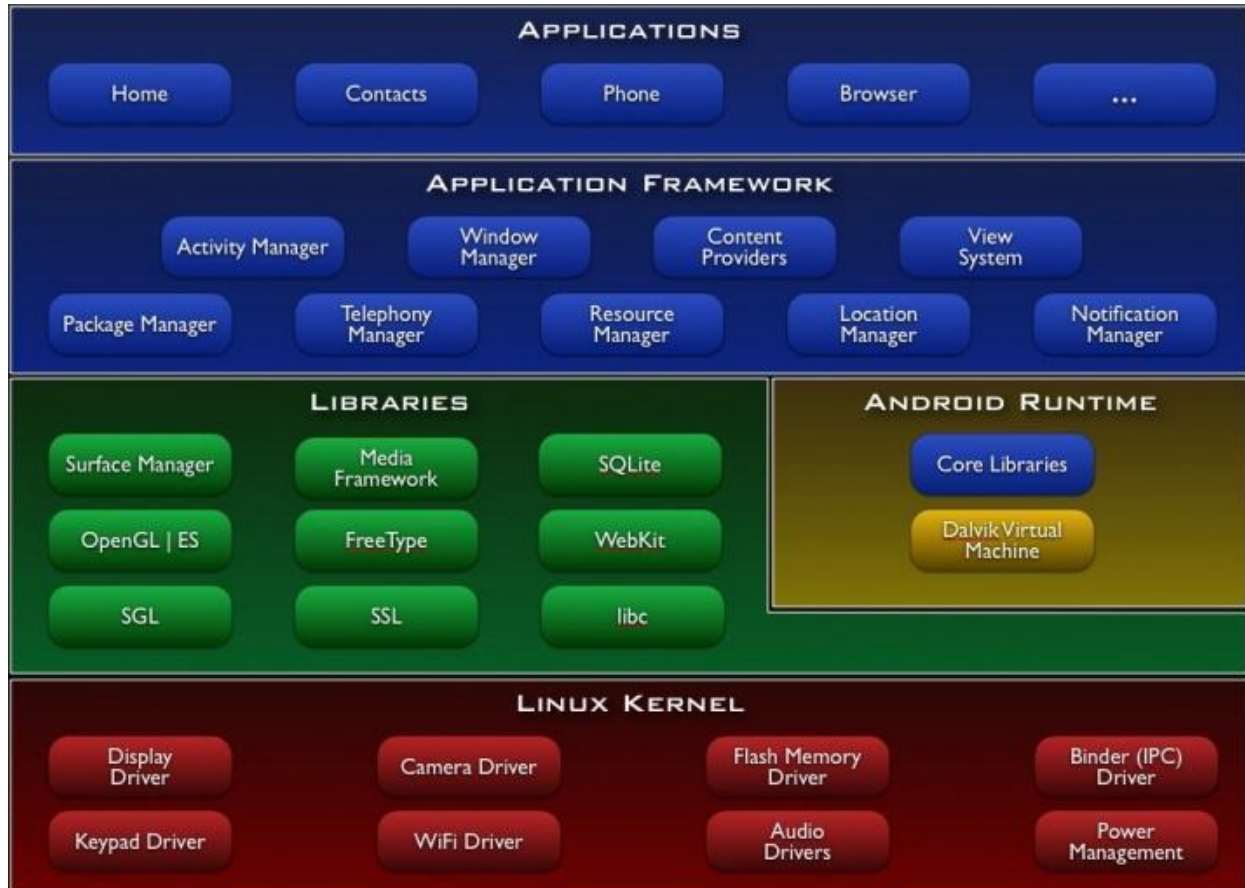 APPLICATIONS
Home Contacts Phone Browser ...
APPLICATION FRAMEWORK
Activity Manager
Window
Manager
Content
Providers
View
System
Package Manager
Telephony
Manager
Resource
Manager
Location
Manager
Notification
Manager
LIBRARIES
Surface Manager
Media
Framework
SQLite
OpenGL | ES
FreeType
WebKit
SGL
SSL
libc
ANDROID RUNTIME
Core Libraries
Dalvik Virtual
Machine
LINUX KERNEL
Display
Driver
Camera Driver
Flash Memory
Driver
Binder (IPC)
Driver
Keypad Driver
WiFi Driver
Audio
Drivers
Power
Management